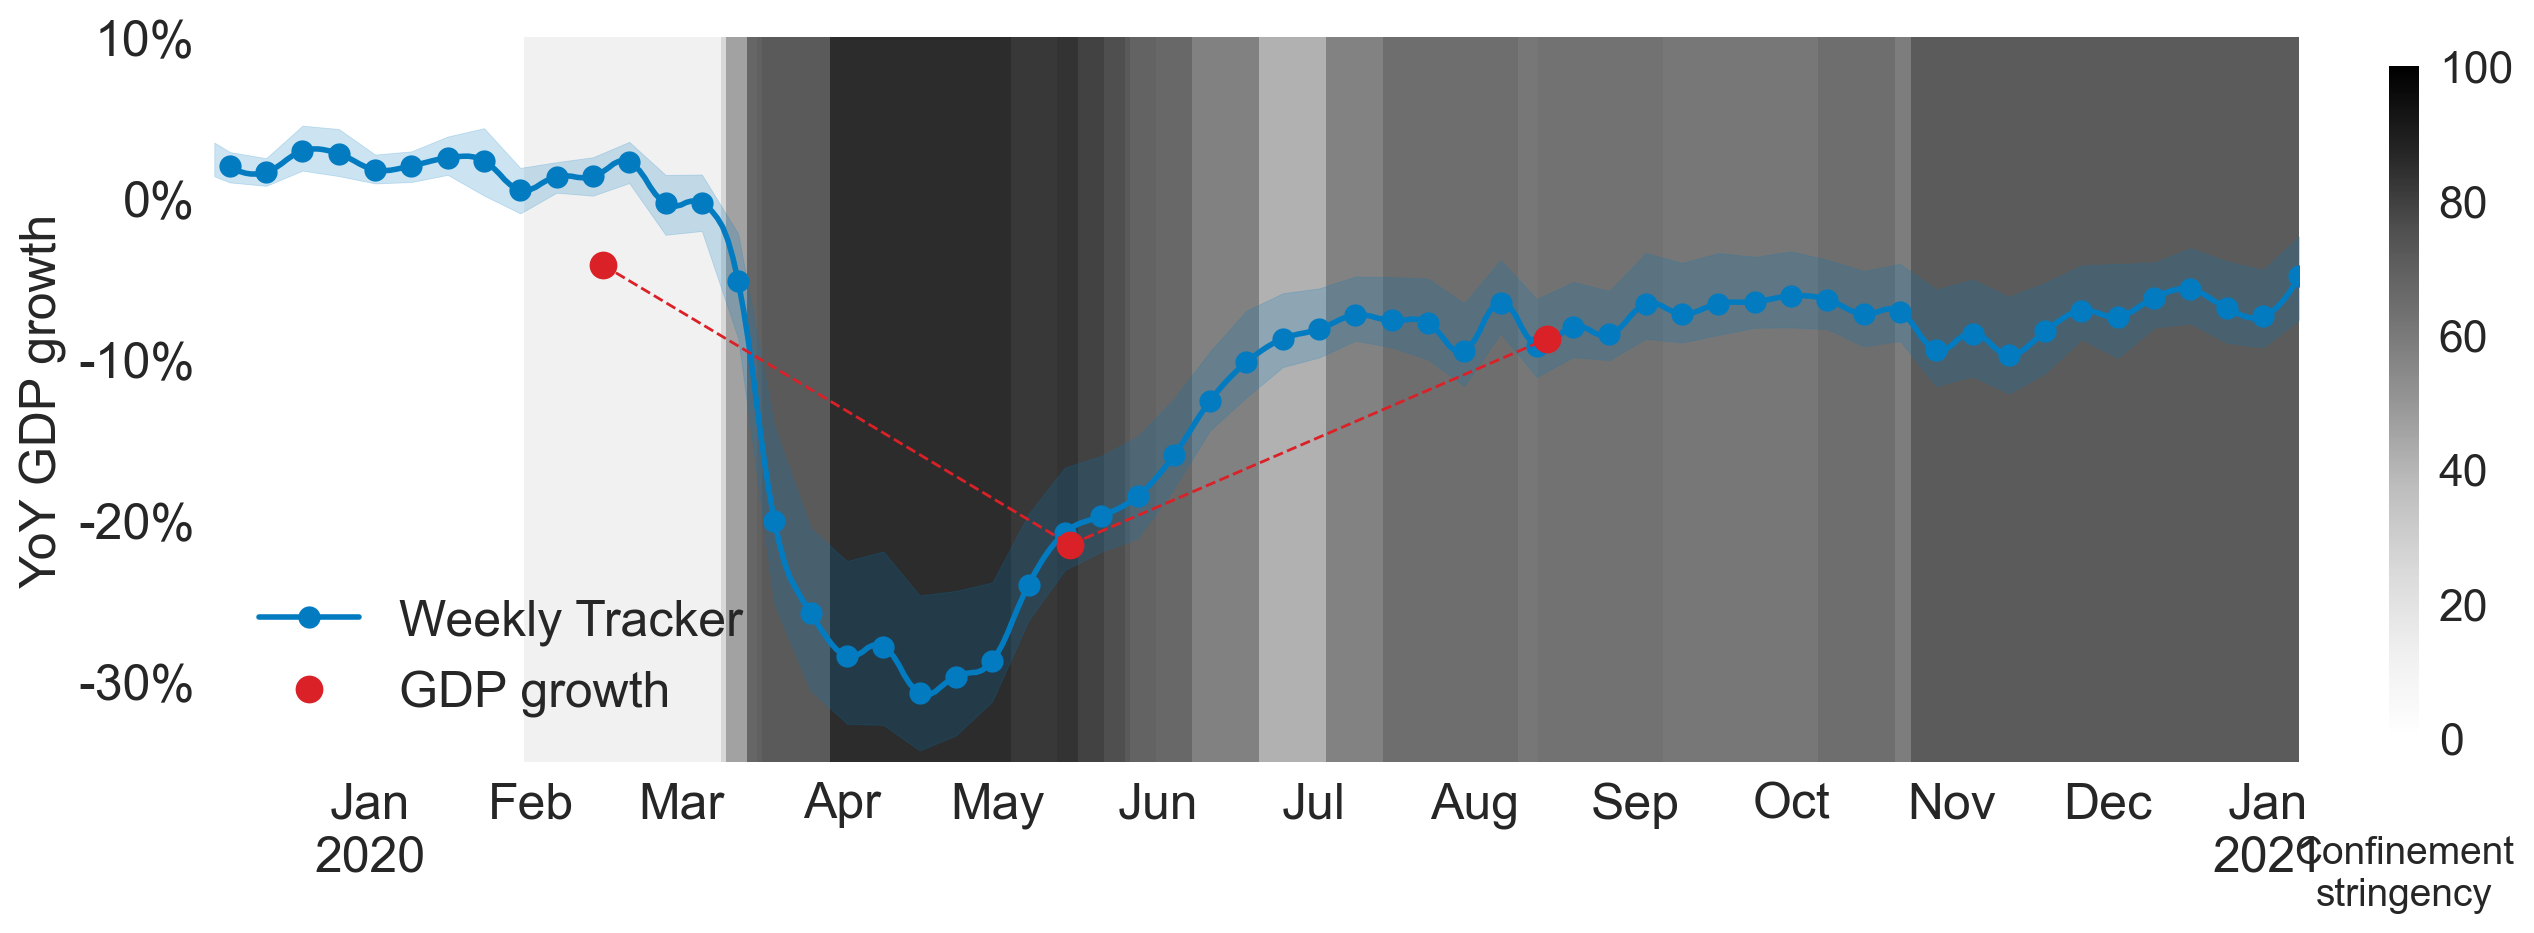 10%
0%
-10%
-20%
-30%
YoY GDP growth
Weekly Tracker
GDP growth
Jan
2020
Feb
Mar
Apr
May
Jun
Jul
Aug
Sep
Oct
Nov
Dec
Jan
2021
100
80
60
40
20
0
Confinement
stringency